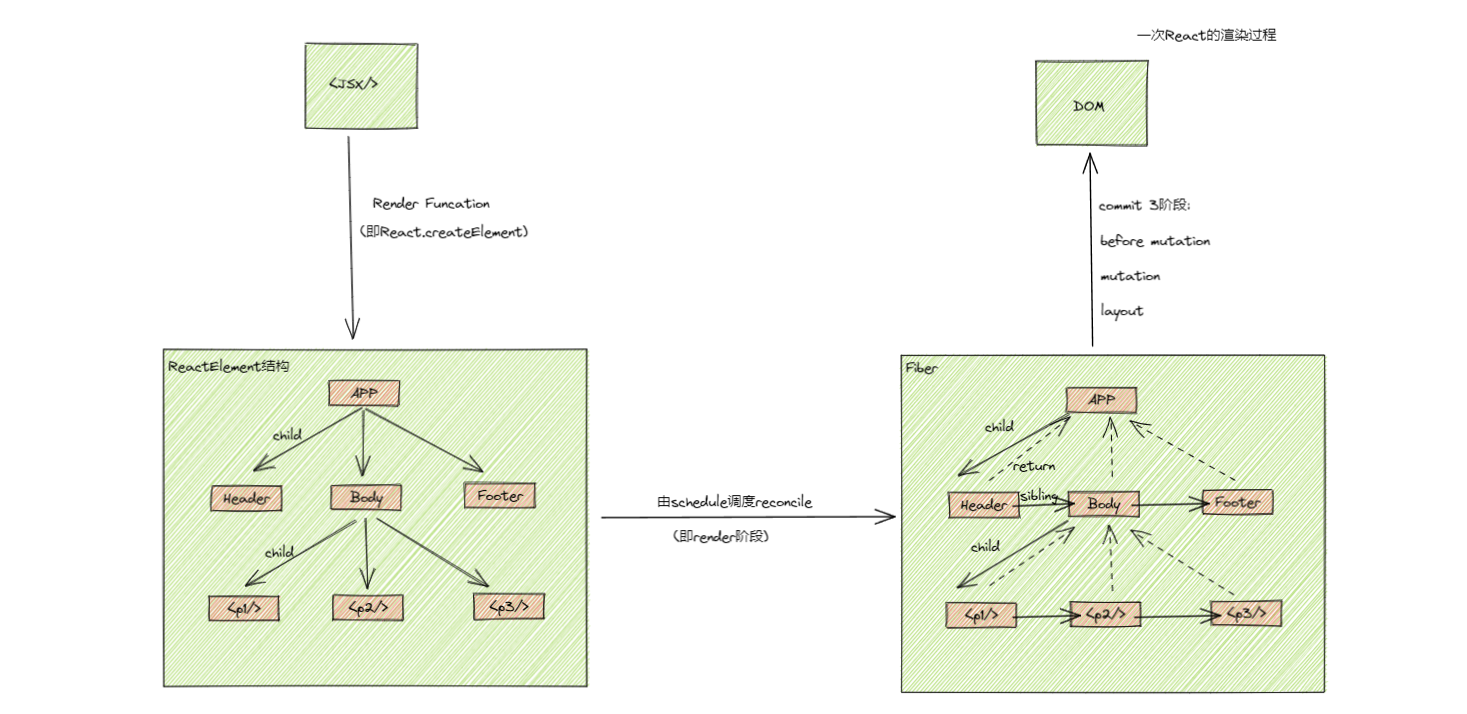 一次React的渲染过程
<JSX/>
DOM
Render Funcation
(即React.createElement)
commit 3阶段:
before mutation
mutation
layout
ReactElement结构
APP
child
Header
Body
Footer
child
<p1/>
<p2/>
<p3/>
由schedule调度reconcile
(即render阶段)
Fiber
APP
child
return
Header
sibling
Body
Footer
child
<p1/>
<p2/>
<p3/>